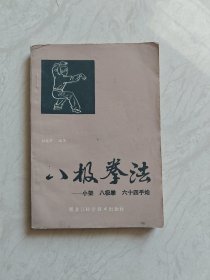 八极拳法
——小架 八极拳 六十四手论
黑龙江科学技术出版社